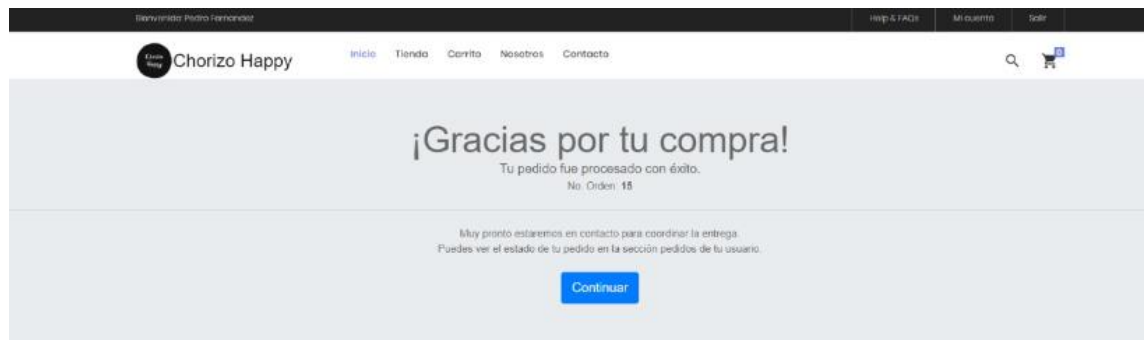 Bienvenido: Pedro Fernandez
Help & FAQs
Mi cuenta
Salir
Chorizo Happy
Inicio
Tienda
Carrito
Nosotros
Contacto
0
¡Gracias por tu compra!
Tu pedido fue procesado con éxito.
No. Orden: 15
Muy pronto estaremos en contacto para coordinar la entrega.
Puedes ver el estado de tu pedido en la sección pedidos de tu usuario.
Continuar